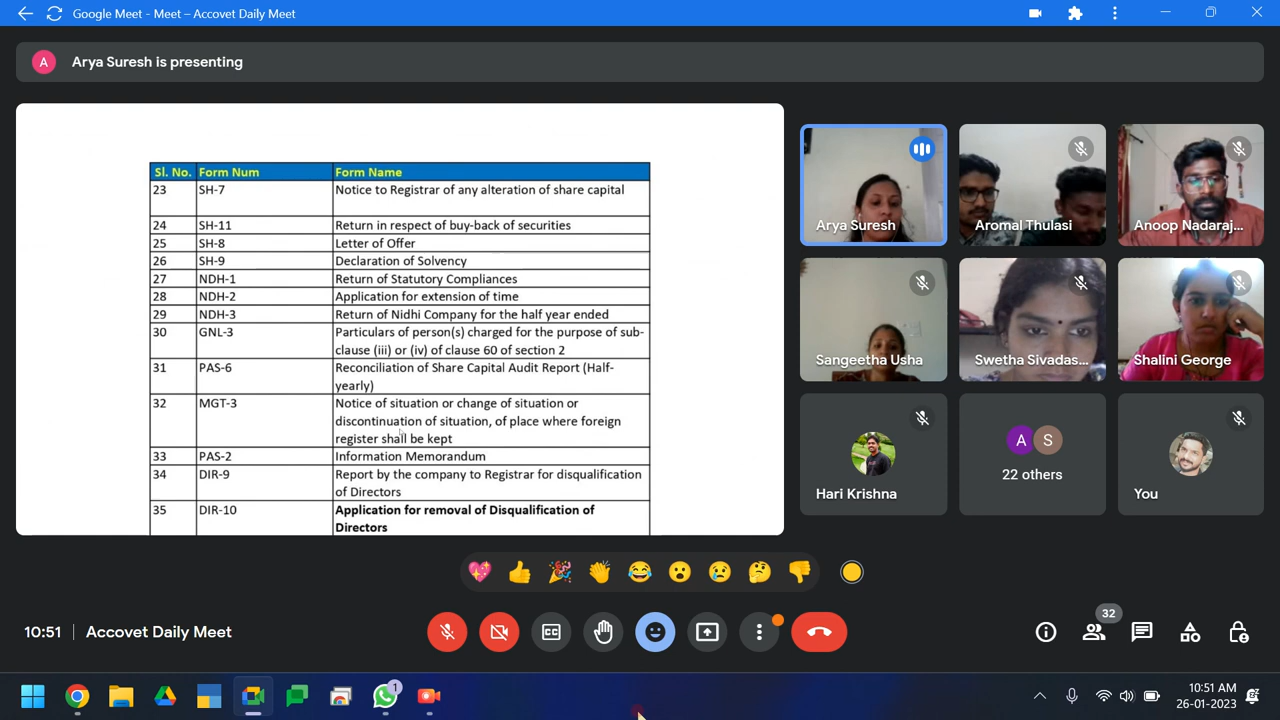 Google Meet - Meet – Accovet Daily Meet
A Arya Suresh is presenting
Sl. No. Form Num Form Name
23 SH-7 Notice to Registrar of any alteration of share capital
24 SH-11 Return in respect of buy-back of securities
25 SH-8 Letter of Offer
26 SH-9 Declaration of Solvency
27 NDH-1 Return of Statutory Compliances
28 NDH-2 Application for extension of time
29 NDH-3 Return of Nidhi Company for the half year ended
30 GNL-3 Particulars of person(s) charged for the purpose of sub-
clause (iii) or (iv) of clause 60 of section 2
31 PAS-6 Reconciliation of Share Capital Audit Report (Half-
yearly)
32 MGT-3 Notice of situation or change of situation or
discontinuation of situation, of place where foreign
register shall be kept
33 PAS-2 Information Memorandum
34 DIR-9 Report by the company to Registrar for disqualification
of Directors
35 DIR-10 Application for removal of Disqualification of
Directors
Arya Suresh
Aromal Thulasi
Anoop Nadaraj...
Sangeetha Usha
Swetha Sivadas...
Shalini George
Hari Krishna
A S
22 others
You
10:51 | Accovet Daily Meet
CC
32
1
10:51 AM
26-01-2023